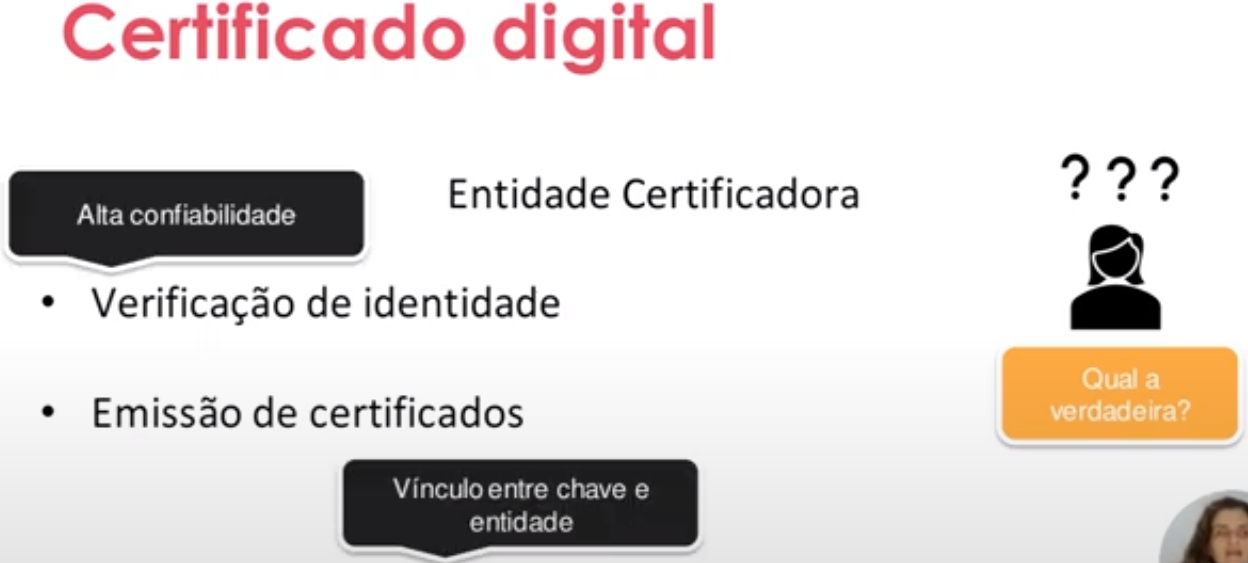 Certificado digital
Alta confiabilidade
Entidade Certificadora
? ? ?
• Verificação de identidade
• Emissão de certificados
Qual a
verdadeira?
Vínculo entre chave e
entidade